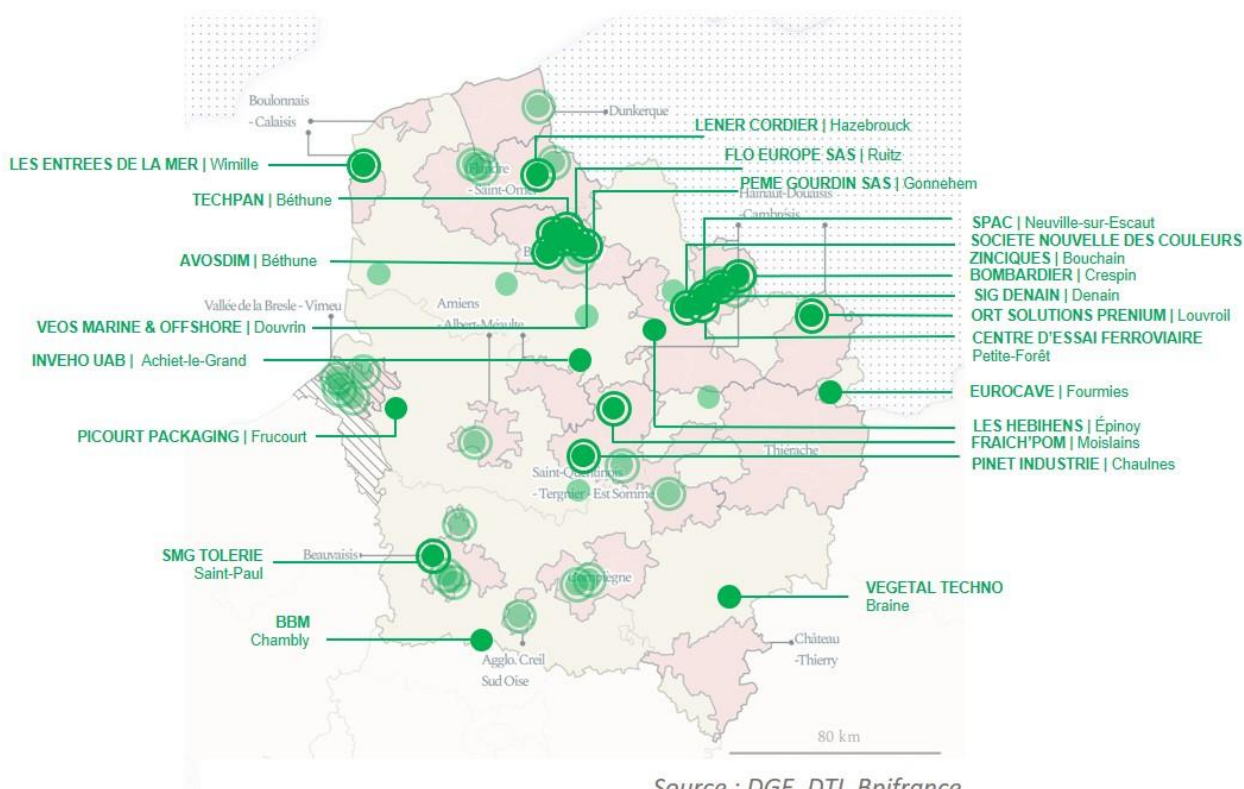 Boulonnais
- Calaisis
Dunkerque
LENER CORDIER | Hazebrouck
FLO EUROPE SAS | Ruitz
LES ENTREES DE LA MER | Wimille
- Saint-Omer
PEME GOURDIN SAS | Gonnehem
Hainaut-Douaisis
- Cambrésis
TECHPAN | Béthune
SPAC | Neuville-sur-Escaut
SOCIETE NOUVELLE DES COULEURS
ZINCIQUES | Bouchain
AVOSDIM | Béthune
BOMBARDIER | Crespin
SIG DENAIN | Denain
Vallée de la Bresle - Vimeu
Amiens
- Albert-Méaulte
ORT SOLUTIONS PRENIUM | Louvroil
VEOS MARINE & OFFSHORE | Douvrin
CENTRE D'ESSAI FERROVIAIRE
Petite-Forêt
INVEHO UAB | Achiet-le-Grand
EUROCAVE | Fourmies
LES HEBIHENS | Épinoy
PICOURT PACKAGING | Frucourt
FRAICH'POM | Moislains
Thiérache
PINET INDUSTRIE | Chaulnes
Saint-Quentinois
- Tergnier - Est Somme
SMG TOLERIE
Saint-Paul
Beauvaisis
Compiègne
VEGETAL TECHNO
Braine
BBM
Chambly
Château
-Thierry
Agglo. Creil
Sud Oise
80 km
Source : DGE, DTI, Bpifrance